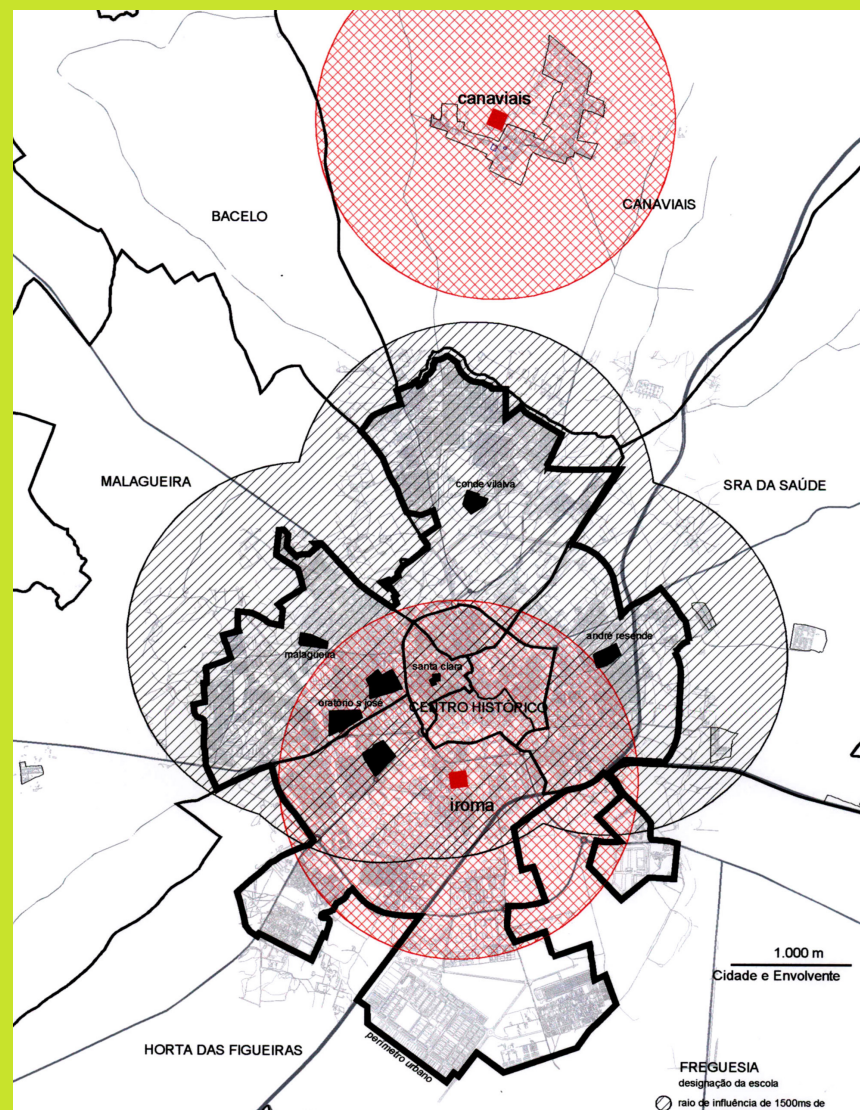 canaviais
CANAVIAIS
BACELO
MALAGUEIRA
SRA DA SAÚDE
conde vilalva
andré resende
malagueira
santa clara
oratório s josé
CENTRO HISTÓRICO
iroma
1.000 m
Cidade e Envolvente
HORTA DAS FIGUEIRAS
perímetro urbano
FREGUESIA
designação da escola
raio de influência de 1500ms de